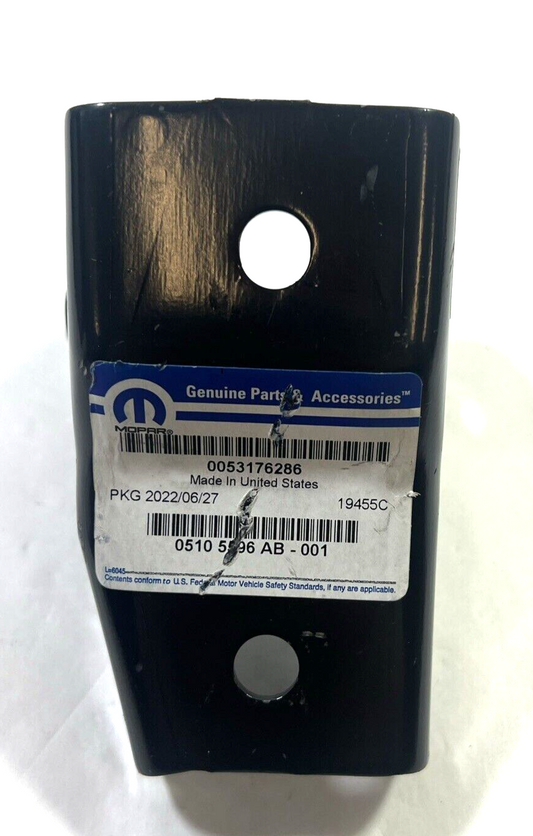 Genuine Parts & Accessories™
MOPAR®
0053176286
Made In United States
PKG 2022/06/27 19455C
0510 5596 AB - 001
Contents conform to U.S. Federal Motor Vehicle Safety Standards, if any are applicable.